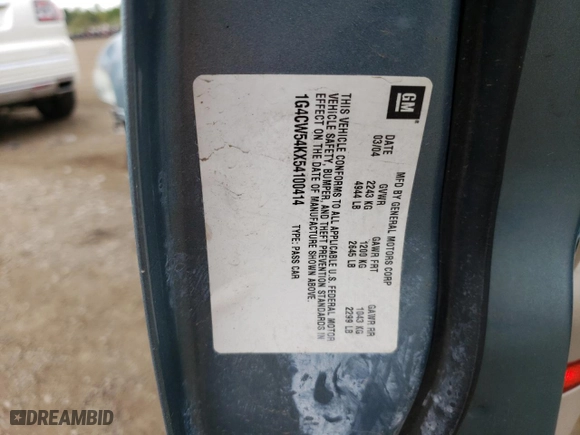 GM
MFD BY GENERAL MOTORS CORP
DATE GVWR GAWR FRT GAWR RR
03/04 2243 KG 1200 KG 1043 KG
4944 LB 2645 LB 2299 LB
THIS VEHICLE CONFORMS TO ALL APPLICABLE U.S. FEDERAL MOTOR
VEHICLE SAFETY, BUMPER, AND THEFT PREVENTION STANDARDS IN
EFFECT ON THE DATE OF MANUFACTURE SHOWN ABOVE.
1G4CW54KX54100414 TYPE: PASS CAR
DREAMBID